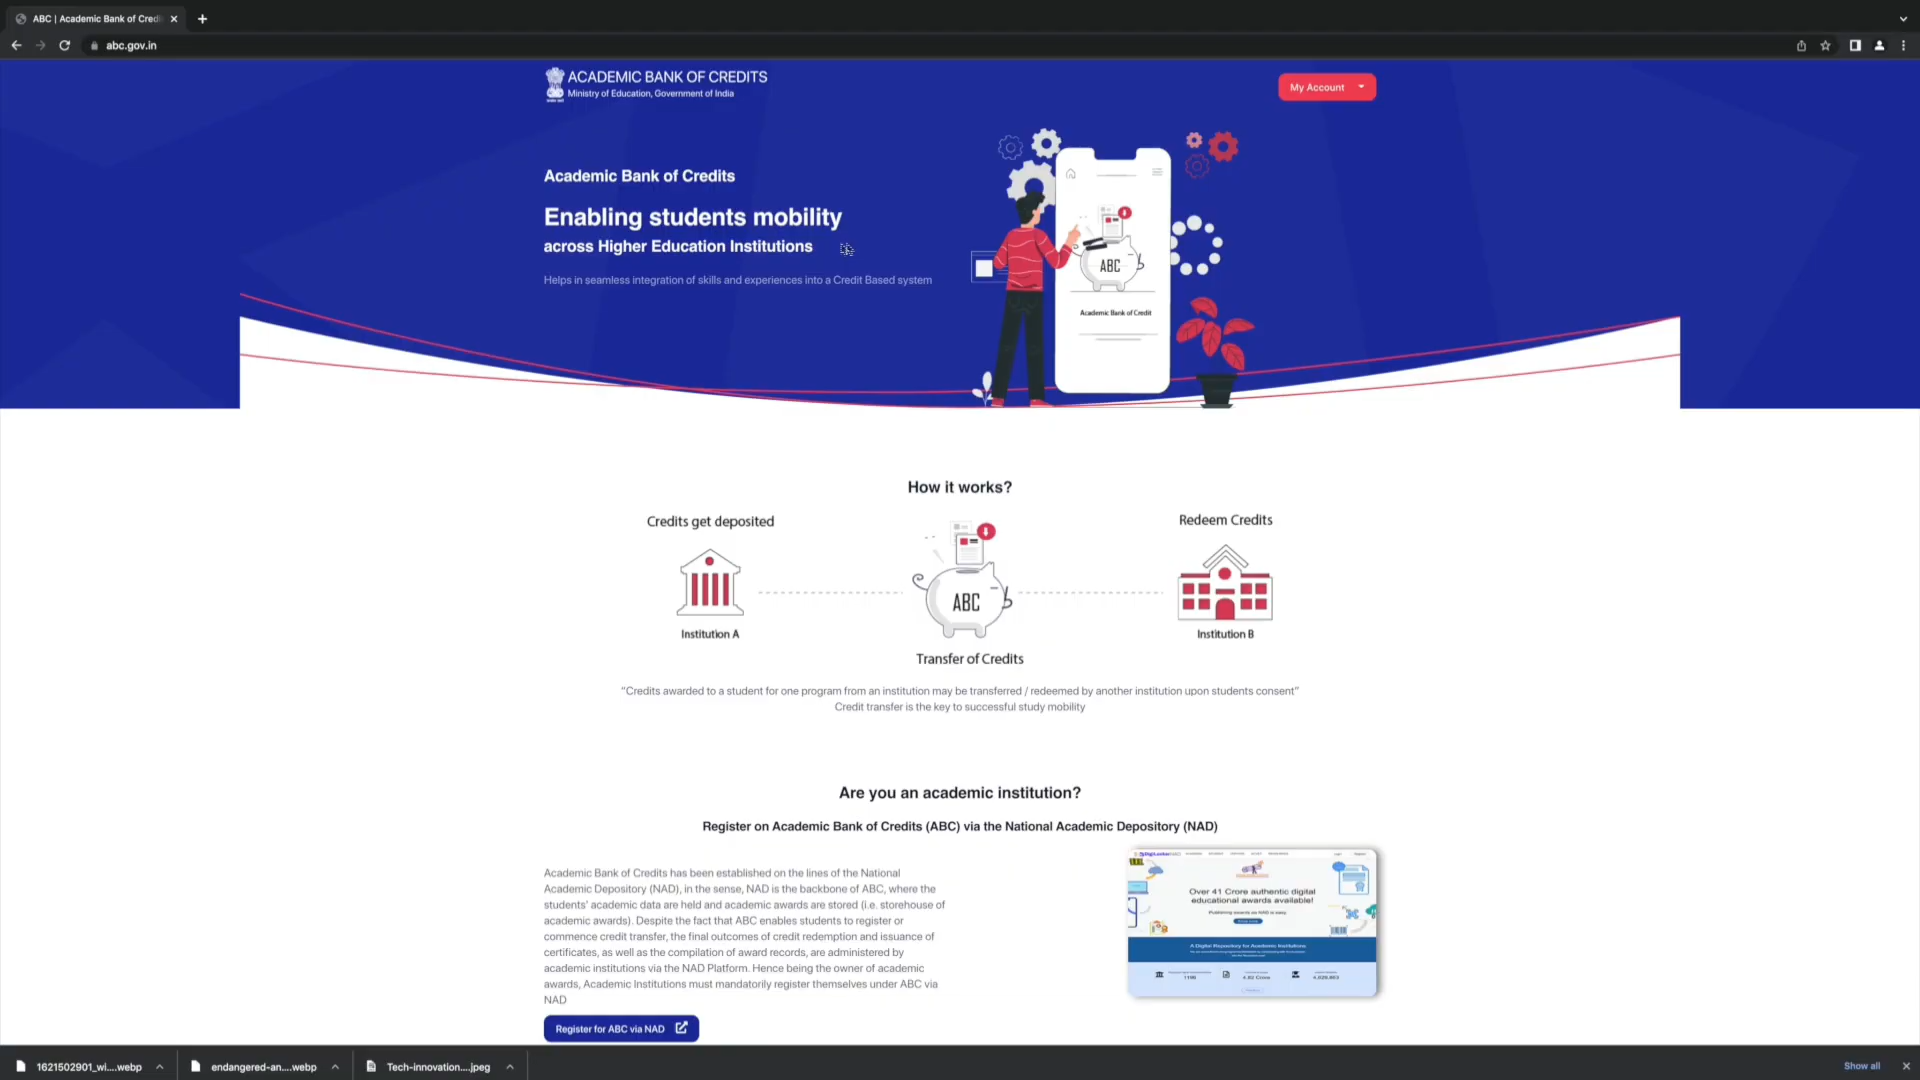 ABC | Academic Bank of Credi
abc.gov.in
ACADEMIC BANK OF CREDITS
Ministry of Education, Government of India
My Account
Academic Bank of Credits
Enabling students mobility
across Higher Education Institutions
Helps in seamless integration of skills and experiences into a Credit Based system
ABC
Academic Bank of Credit
How it works?
Credits get deposited
Redeem Credits
ABC
Institution A
Institution B
Transfer of Credits
“Credits awarded to a student for one program from an institution may be transferred / redeemed by another institution upon students consent”
Credit transfer is the key to successful study mobility
Are you an academic institution?
Register on Academic Bank of Credits (ABC) via the National Academic Depository (NAD)
Academic Bank of Credits has been established on the lines of the National
Academic Depository (NAD), in the sense, NAD is the backbone of ABC, where the
students' academic data are held and academic awards are stored (i.e. storehouse of
academic awards). Despite the fact that ABC enables students to register or
commence credit transfer, the final outcomes of credit redemption and issuance of
certificates, as well as the compilation of award records, are administered by
academic institutions via the NAD Platform. Hence being the owner of academic
awards, Academic Institutions must mandatorily register themselves under ABC via
NAD
Over 41 Crore authentic digital
educational awards available!
Publishing awards via NAD is easy
A Digital Repository for Academic Institutions
Register for ABC via NAD
1621502901_wi....webp
endangered-an....webp
Tech-innovation....jpeg
Show all